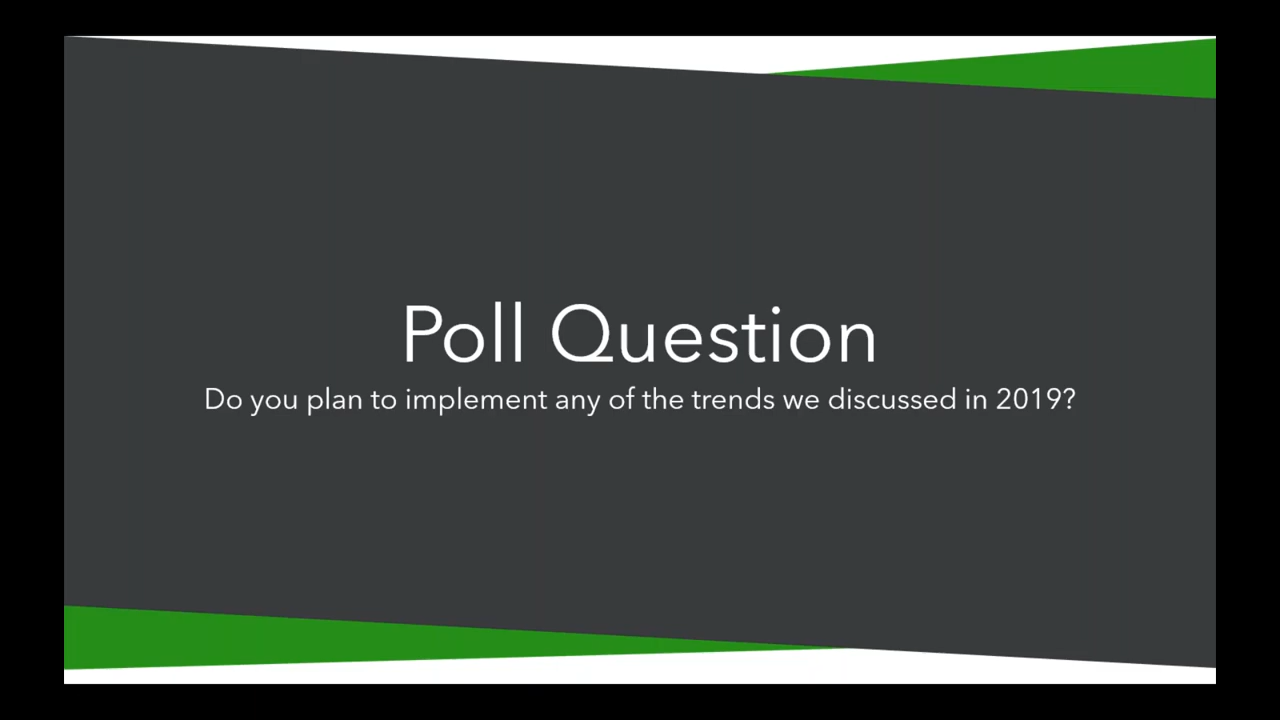 Poll Question
Do you plan to implement any of the trends we discussed in 2019?